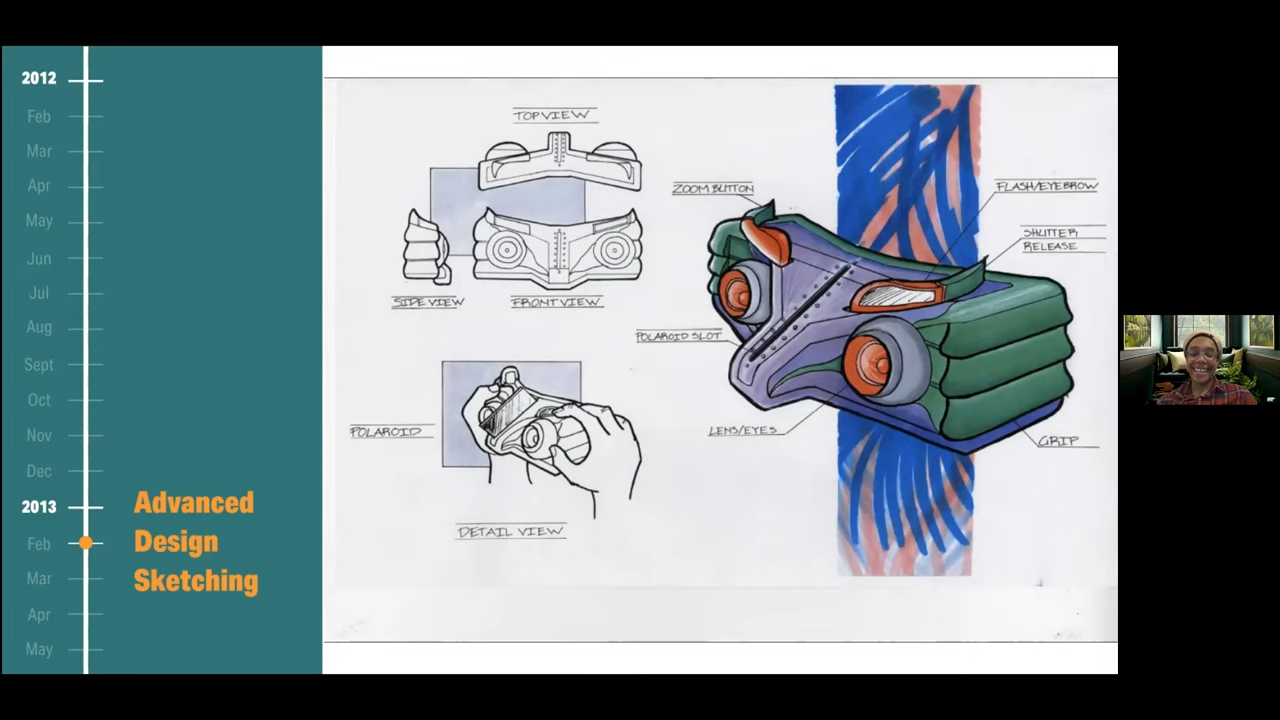 2012
Feb
Mar
Apr
May
Jun
Jul
Aug
Sept
Oct
Nov
Dec
2013
Feb
Mar
Apr
May
Advanced
Design
Sketching
TOP VIEW
SIDE VIEW
FRONT VIEW
POLAROID
DETAIL VIEW
ZOOM BUTTON
FLASH/EYEBROW
SHUTTER
RELEASE
POLAROID SLOT
LENS/EYES
GRIP